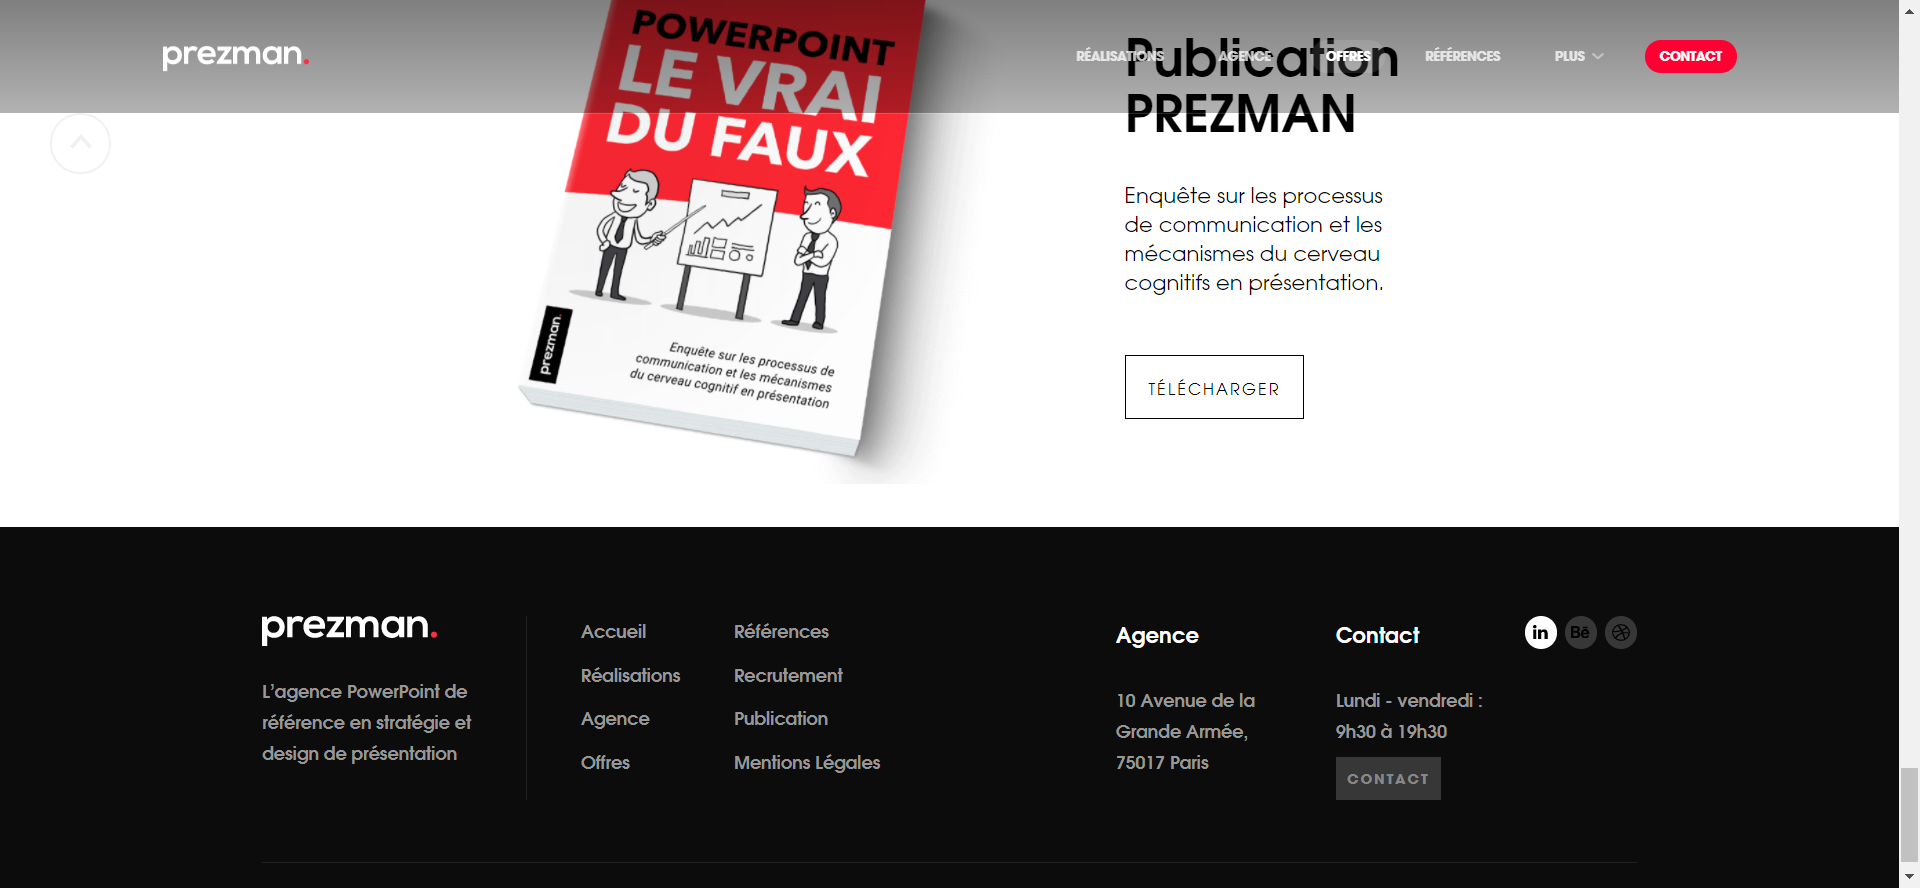 prezman.
RÉALISATIONS
AGENCE
OFFRES
RÉFÉRENCES
PLUS
CONTACT
POWERPOINT
LE VRAI
DU FAUX
prezman.
Enquête sur les processus de
communication et les mécanismes
du cerveau cognitif en présentation
Publication
PREZMAN
Enquête sur les processus
de communication et les
mécanismes du cerveau
cognitifs en présentation.
TÉLÉCHARGER
prezman.
L'agence PowerPoint de
référence en stratégie et
design de présentation
Accueil
Réalisations
Agence
Offres
Références
Recrutement
Publication
Mentions Légales
Agence
10 Avenue de la
Grande Armée,
75017 Paris
Contact
Lundi - vendredi :
9h30 à 19h30
CONTACT
in
Bē